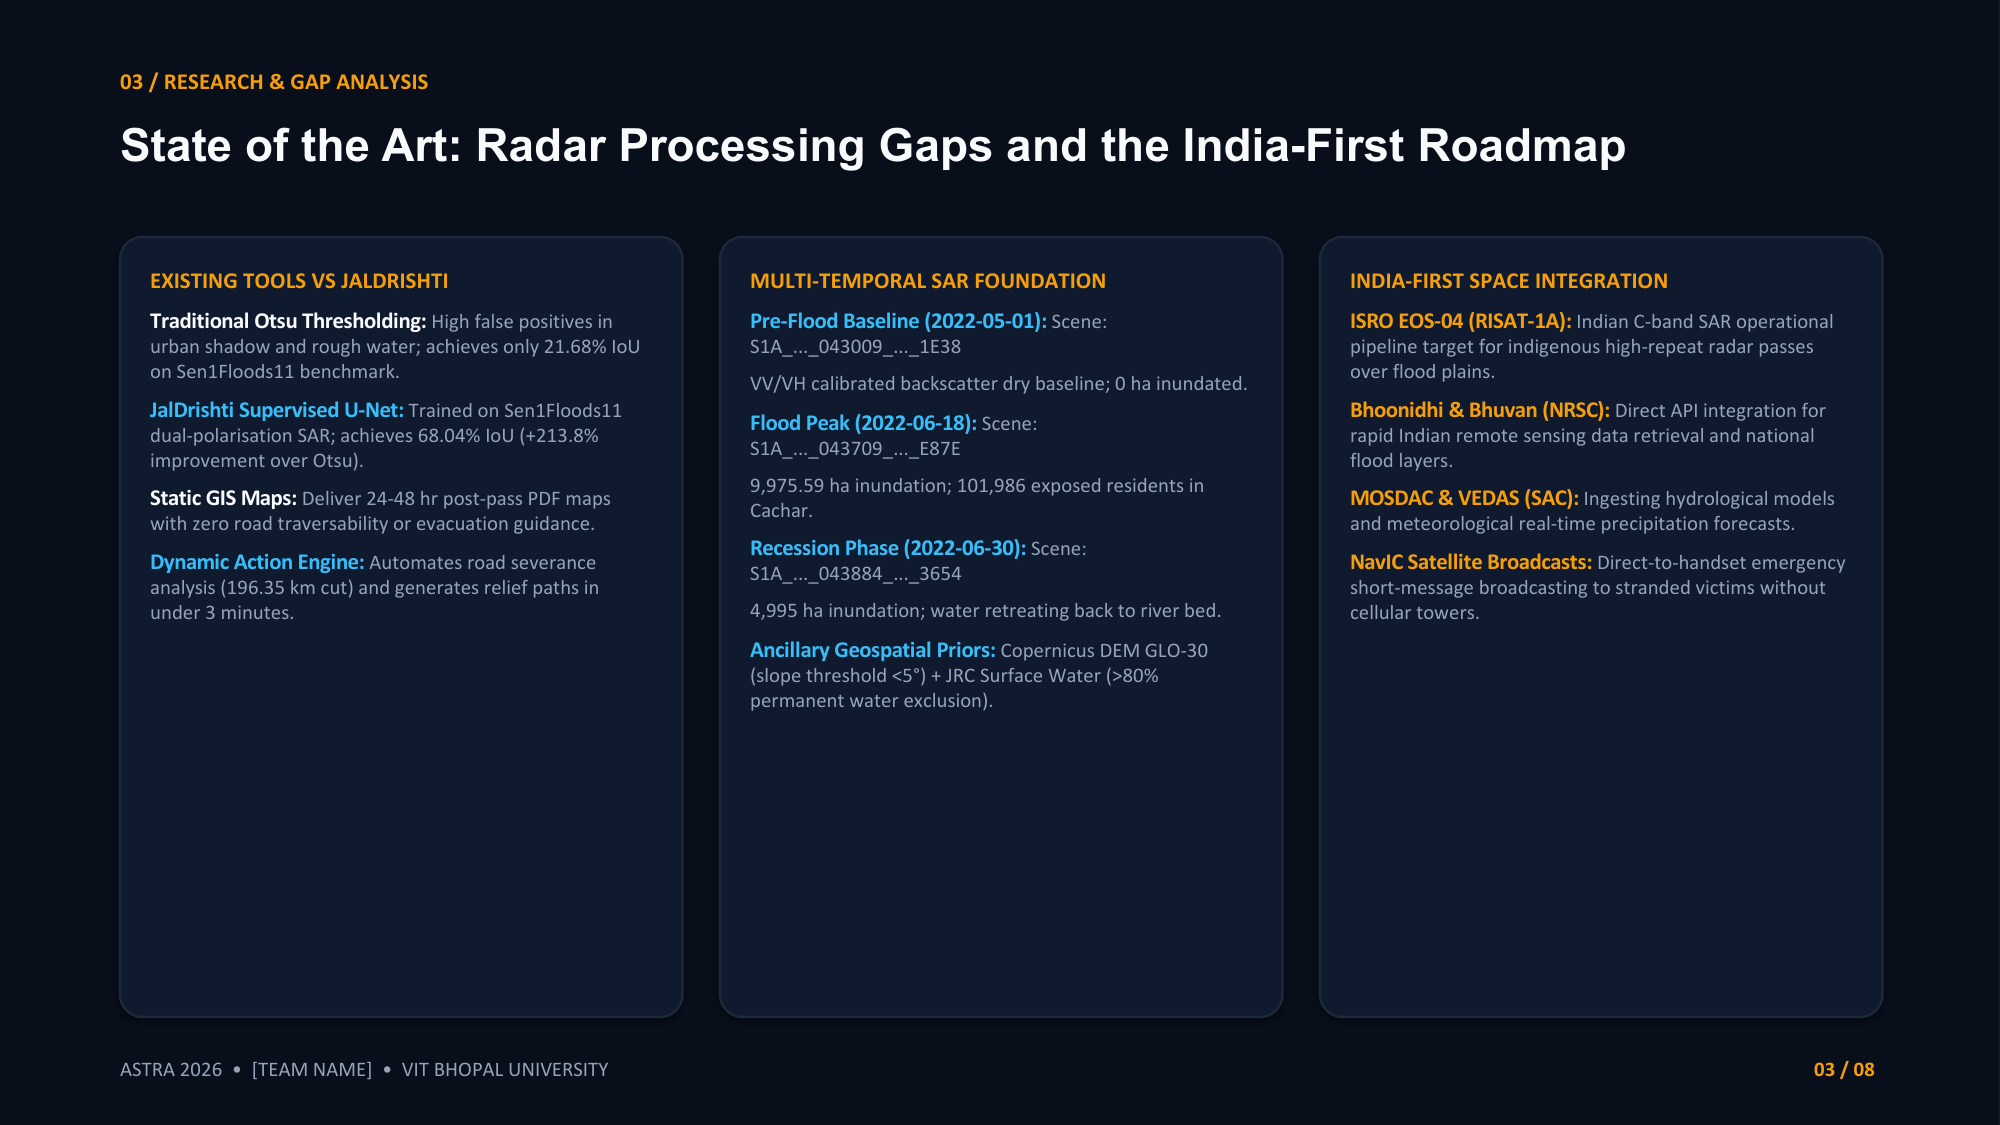 03 / RESEARCH & GAP ANALYSIS
State of the Art: Radar Processing Gaps and the India-First Roadmap
EXISTING TOOLS VS JALDRISHTI
Traditional Otsu Thresholding: High false positives in
urban shadow and rough water; achieves only 21.68% IoU
on Sen1Floods11 benchmark.
JalDrishti Supervised U-Net: Trained on Sen1Floods11
dual-polarisation SAR; achieves 68.04% IoU (+213.8%
improvement over Otsu).
Static GIS Maps: Deliver 24-48 hr post-pass PDF maps
with zero road traversability or evacuation guidance.
Dynamic Action Engine: Automates road severance
analysis (196.35 km cut) and generates relief paths in
under 3 minutes.
MULTI-TEMPORAL SAR FOUNDATION
Pre-Flood Baseline (2022-05-01): Scene:
S1A_..._043009_..._1E38
VV/VH calibrated backscatter dry baseline; 0 ha inundated.
Flood Peak (2022-06-18): Scene:
S1A_..._043709_..._E87E
9,975.59 ha inundation; 101,986 exposed residents in
Cachar.
Recession Phase (2022-06-30): Scene:
S1A_..._043884_..._3654
4,995 ha inundation; water retreating back to river bed.
Ancillary Geospatial Priors: Copernicus DEM GLO-30
(slope threshold <5°) + JRC Surface Water (>80%
permanent water exclusion).
INDIA-FIRST SPACE INTEGRATION
ISRO EOS-04 (RISAT-1A): Indian C-band SAR operational
pipeline target for indigenous high-repeat radar passes
over flood plains.
Bhoonidhi & Bhuvan (NRSC): Direct API integration for
rapid Indian remote sensing data retrieval and national
flood layers.
MOSDAC & VEDAS (SAC): Ingesting hydrological models
and meteorological real-time precipitation forecasts.
NavIC Satellite Broadcasts: Direct-to-handset emergency
short-message broadcasting to stranded victims without
cellular towers.
ASTRA 2026 • [TEAM NAME] • VIT BHOPAL UNIVERSITY
03 / 08